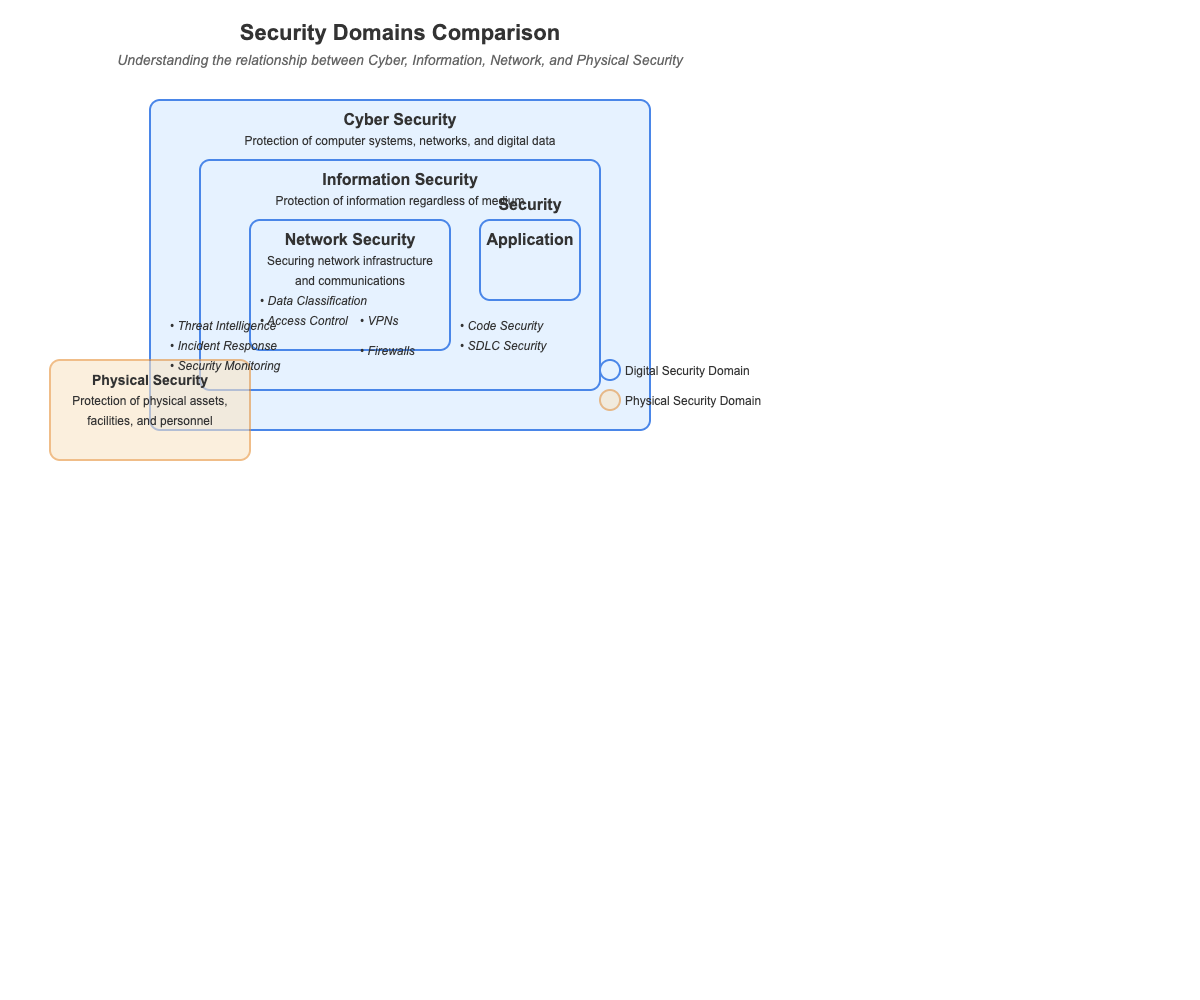 Security Domains Comparison
Understanding the relationship between Cyber, Information, Network, and Physical Security
Cyber Security
Protection of computer systems, networks, and digital data
Information Security
Protection of information regardless of medium
Security
Application
Network Security
Securing network infrastructure
and communications
• Data Classification
• Access Control
• VPNs
• Firewalls
• Threat Intelligence
• Incident Response
• Security Monitoring
• Code Security
• SDLC Security
Physical Security
Protection of physical assets,
facilities, and personnel
Digital Security Domain
Physical Security Domain